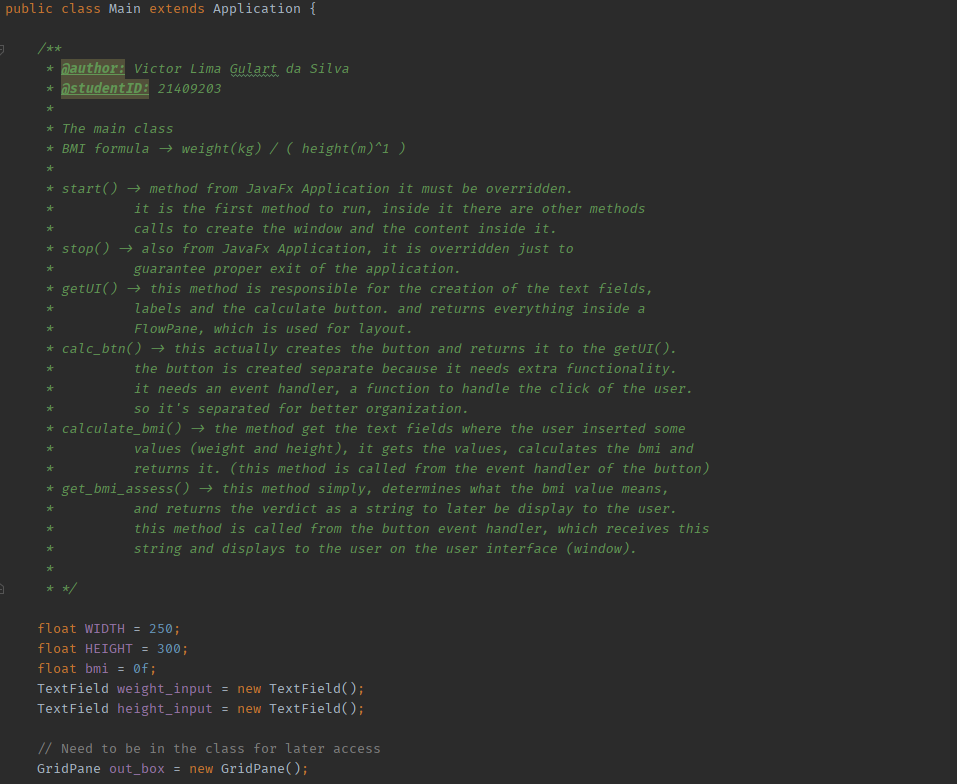 public class Main extends Application {
/**
* @author: Victor Lima Gulart da Silva
* @studentID: 21409203
*
* The main class
* BMI formula -> weight(kg) / ( height(m)^1 )
*
* start() -> method from JavaFx Application it must be overridden.
* it is the first method to run, inside it there are other methods
* calls to create the window and the content inside it.
* stop() -> also from JavaFx Application, it is overridden just to
* guarantee proper exit of the application.
* getUI() -> this method is responsible for the creation of the text fields,
* labels and the calculate button. and returns everything inside a
* FlowPane, which is used for layout.
* calc_btn() -> this actually creates the button and returns it to the getUI().
* the button is created separate because it needs extra functionality.
* it needs an event handler, a function to handle the click of the user.
* so it's separated for better organization.
* calculate_bmi() -> the method get the text fields where the user inserted some
* values (weight and height), it gets the values, calculates the bmi and
* returns it. (this method is called from the event handler of the button)
* get_bmi_assess() -> this method simply, determines what the bmi value means,
* and returns the verdict as a string to later be display to the user.
* this method is called from the button event handler, which receives this
* string and displays to the user on the user interface (window).
*
* */
float WIDTH = 250;
float HEIGHT = 300;
float bmi = 0f;
TextField weight_input = new TextField();
TextField height_input = new TextField();
// Need to be in the class for later access
GridPane out_box = new GridPane();